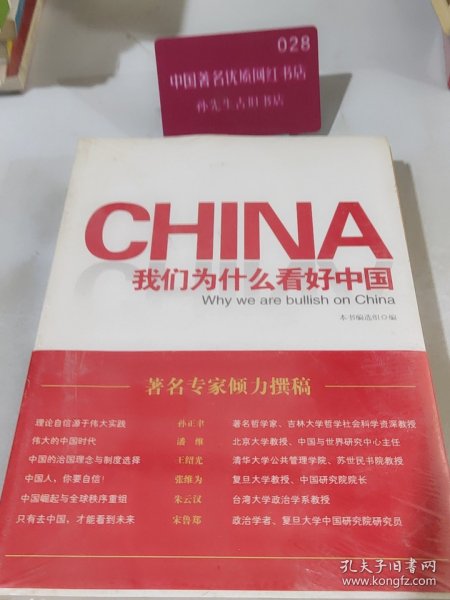 028
中国著名优质网红书店
孙先生古旧书店
CHINA
我们为什么看好中国
Why we are bullish on China
本书编选组◎编
著名专家倾力撰稿
理论自信源于伟大实践 孙正聿 著名哲学家、吉林大学哲学社会科学资深教授
伟大的中国时代 潘 维 北京大学教授、中国与世界研究中心主任
中国的治国理念与制度选择 王绍光 清华大学公共管理学院、苏世民书院教授
中国人，你要自信！ 张维为 复旦大学教授、中国研究院院长
中国崛起与全球秩序重组 朱云汉 台湾大学政治学系教授
只有去中国，才能看到未来 宋鲁郑 政治学者、复旦大学中国研究院研究员
孔夫子旧书网
www.kongfz.com